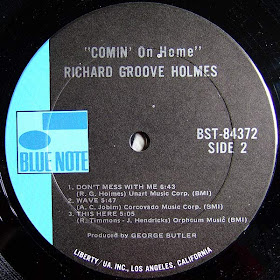 "COMIN' On Home"
RICHARD GROOVE HOLMES
BLUE NOTE
BST-84372
SIDE 2
1. DON'T MESS WITH ME 6:43
(R. G. Holmes) Unart Music Corp. (BMI)
2. WAVE 5:47
(A. C. Jobim) Corcovado Music Corp. (BMI)
3. THIS HERE 5:05
(R. Timmons - J. Hendricks) Orpheum Music (BMI)
Produced by GEORGE BUTLER
LIBERTY/UA, INC., LOS ANGELES, CALIFORNIA